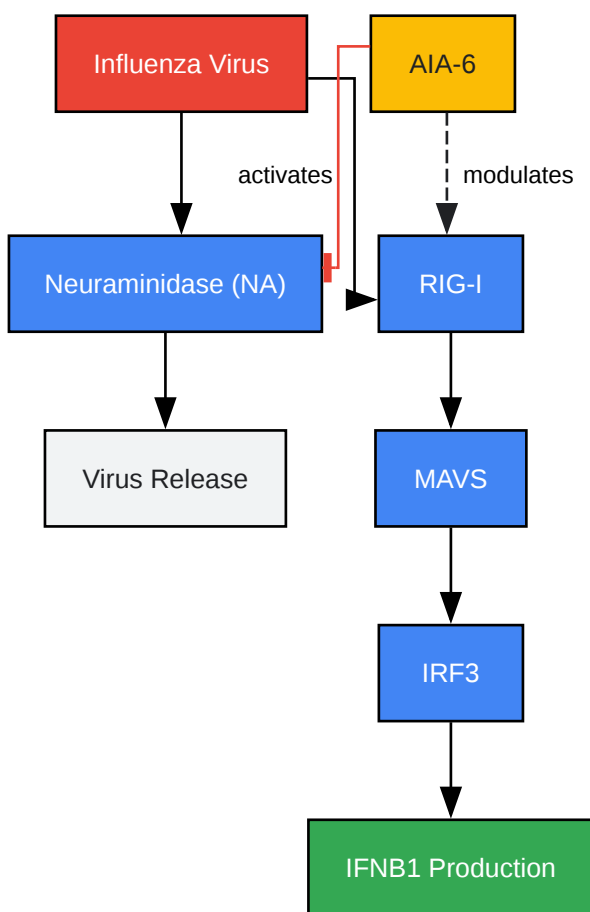 Influenza Virus
AIA-6
activates
modulates
Neuraminidase (NA)
RIG-I
Virus Release
MAVS
IRF3
IFNB1 Production